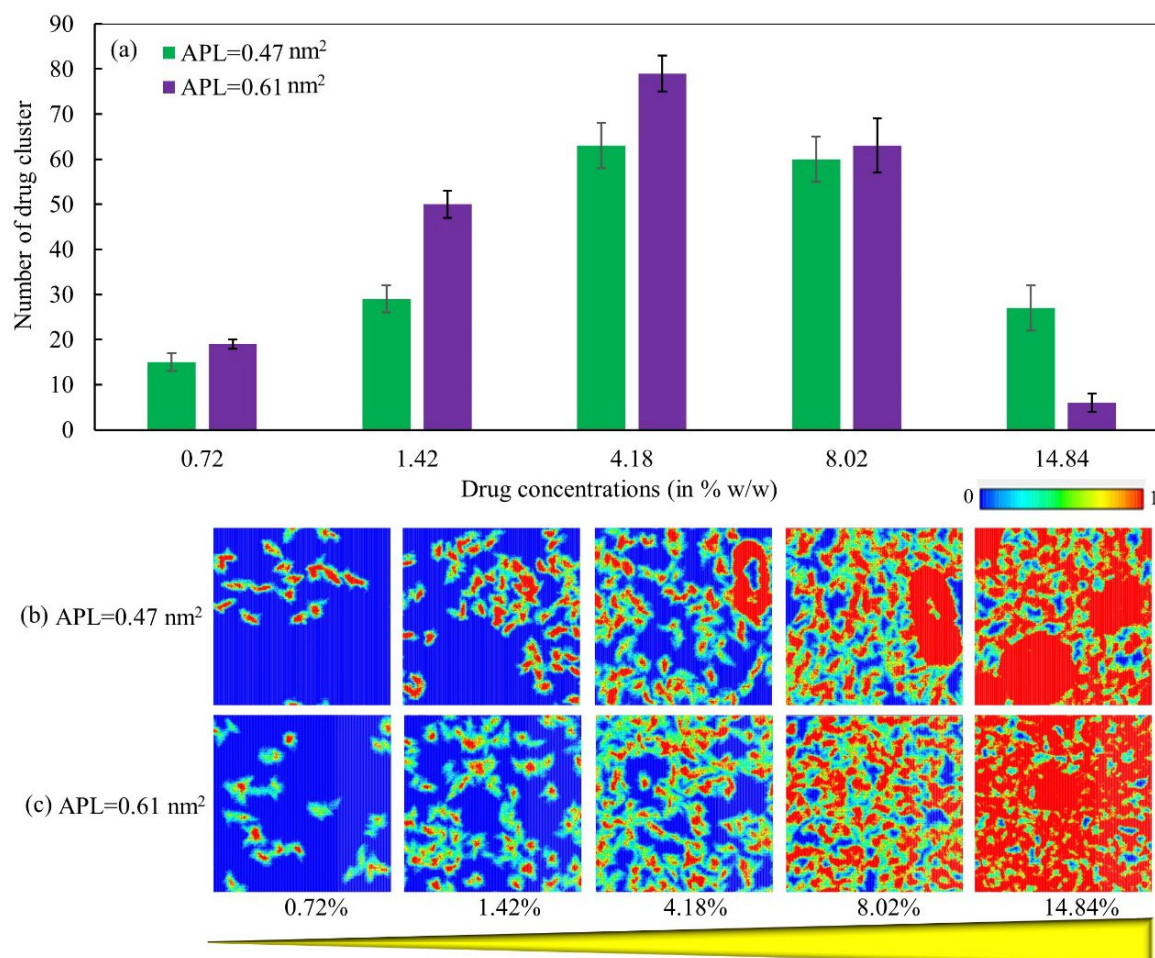 90
80
70
60
50
40
30
20
10
0
Number of drug cluster
(a)
APL=0.47 nm²
APL=0.61 nm²
0.72 1.42 4.18 8.02 14.84
Drug concentrations (in % w/w)
0 1
(b) APL=0.47 nm²
(c) APL=0.61 nm²
0.72% 1.42% 4.18% 8.02% 14.84%